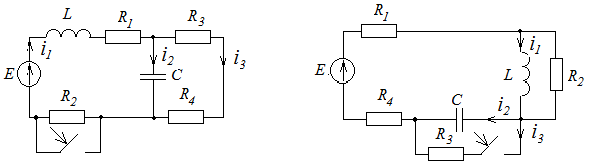 L R1 R3
i1 i2 i3
E C
R2 R4
R1
i1
E L R2
R4 C i2
R3 i3